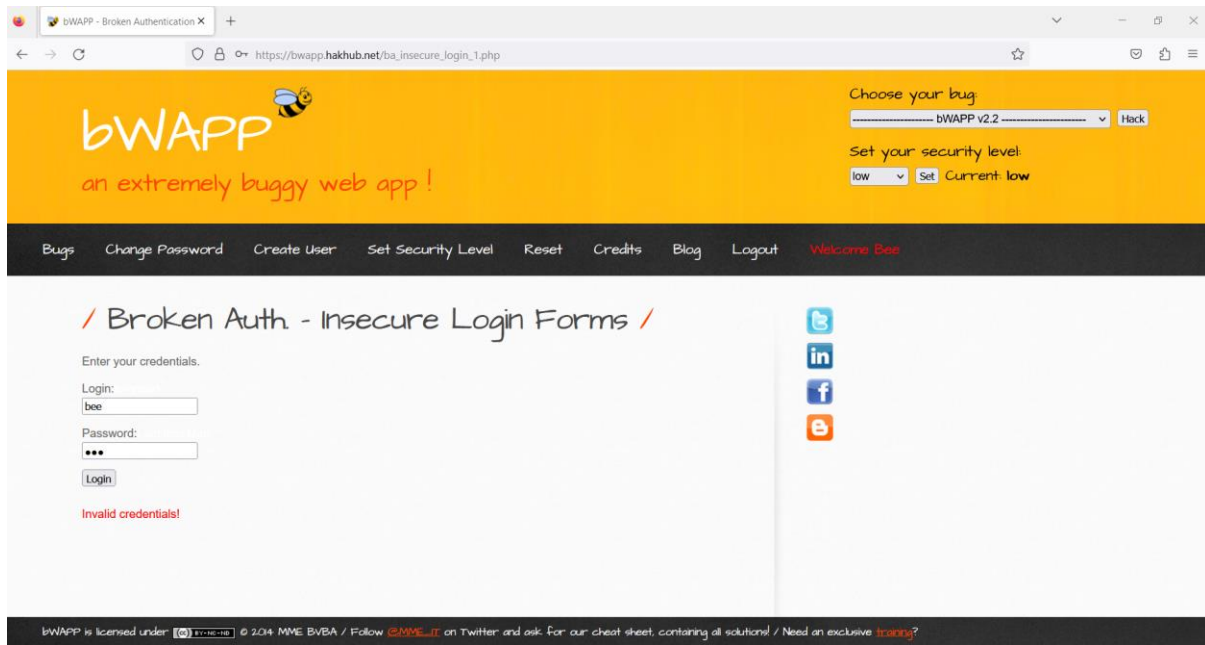 bWAPP - Broken Authentication
https://bwapp.hakhub.net/ba_insecure_login_1.php
bWAPP
an extremely buggy web app !
Choose your bug:
---------------------- bWAPP v2.2 ----------------------- Hack
Set your security level:
low Set Current: low
Bugs Change Password Create User Set Security Level Reset Credits Blog Logout Welcome Bee
/ Broken Auth. - Insecure Login Forms /
Enter your credentials.
Login:
bee
Password:
•••
Login
Invalid credentials!
bWAPP is licensed under (cc) BY-NC-ND © 2014 MME BVBA / Follow @MME_IT on Twitter and ask for our cheat sheet, containing all solutions! / Need an exclusive training?